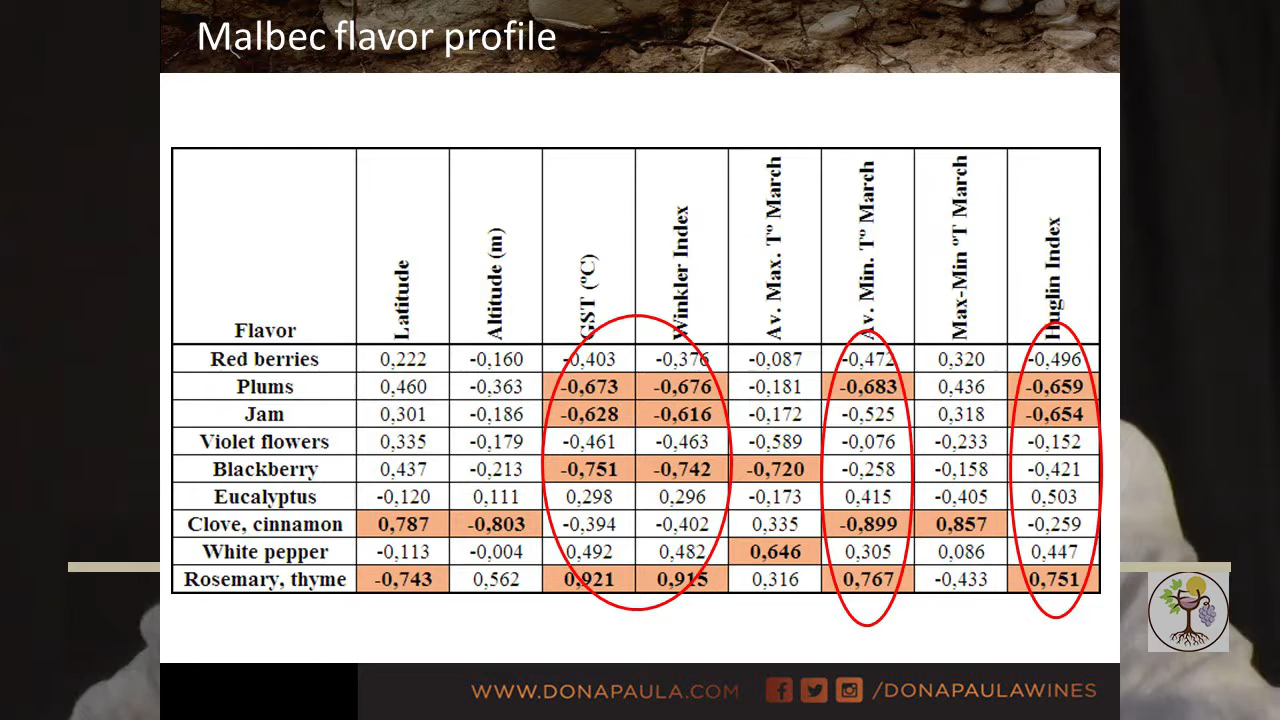 Malbec flavor profile
Flavor Latitude Altitude (m) GST (ºC) Winkler Index Av. Max. Tº March Av. Min. Tº March Max-Min ºT March Huglin Index
Red berries 0,222 -0,160 -0,403 -0,376 -0,087 -0,472 0,320 -0,496
Plums 0,460 -0,363 -0,673 -0,676 -0,181 -0,683 0,436 -0,659
Jam 0,301 -0,186 -0,628 -0,616 -0,172 -0,525 0,318 -0,654
Violet flowers 0,335 -0,179 -0,461 -0,463 -0,589 -0,076 -0,233 -0,152
Blackberry 0,437 -0,213 -0,751 -0,742 -0,720 -0,258 -0,158 -0,421
Eucalyptus -0,120 0,111 0,298 0,296 -0,173 0,415 -0,405 0,503
Clove, cinnamon 0,787 -0,803 -0,394 -0,402 0,335 -0,899 0,857 -0,259
White pepper -0,113 -0,004 0,492 0,482 0,646 0,305 0,086 0,447
Rosemary, thyme -0,743 0,562 0,921 0,915 0,316 0,767 -0,433 0,751
WWW.DONAPAULA.COM /DONAPAULAWINES